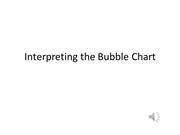 Interpreting the Bubble Chart